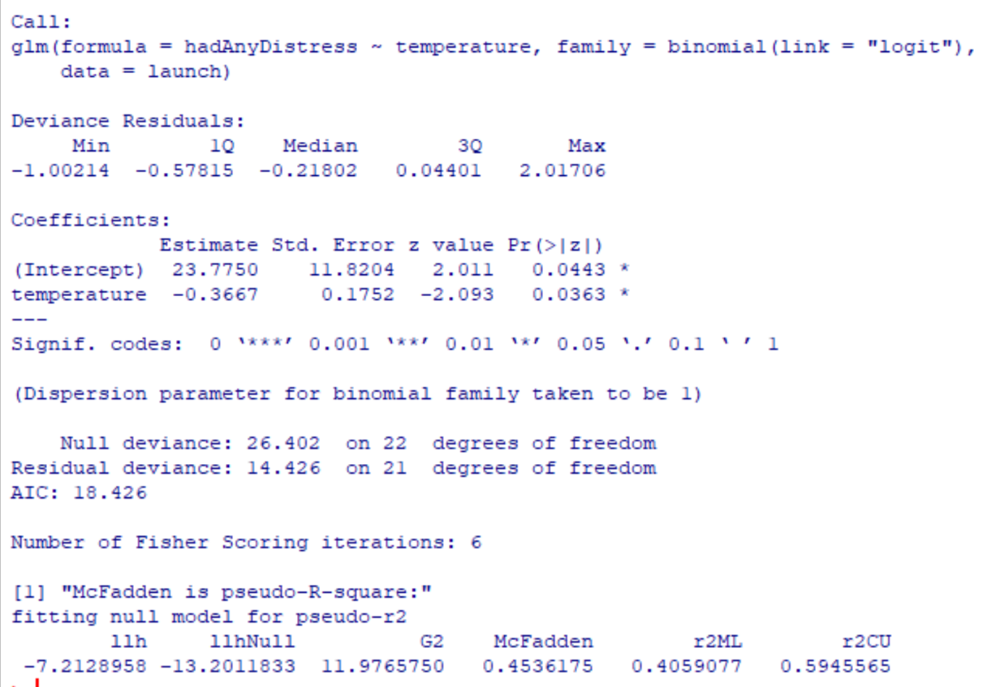 Call:
glm(formula = hadAnyDistress ~ temperature, family = binomial(link = "logit"),
    data = launch)

Deviance Residuals:
     Min        1Q    Median        3Q       Max
-1.00214  -0.57815  -0.21802   0.04401   2.01706

Coefficients:
            Estimate Std. Error z value Pr(>|z|)
(Intercept)  23.7750    11.8204   2.011   0.0443 *
temperature  -0.3667     0.1752  -2.093   0.0363 *
---
Signif. codes:  0 ‘***’ 0.001 ‘**’ 0.01 ‘*’ 0.05 ‘.’ 0.1 ‘ ’ 1

(Dispersion parameter for binomial family taken to be 1)

    Null deviance: 26.402  on 22  degrees of freedom
Residual deviance: 14.426  on 21  degrees of freedom
AIC: 18.426

Number of Fisher Scoring iterations: 6

[1] "McFadden is pseudo-R-square:"
fitting null model for pseudo-r2
        llh     llhNull          G2    McFadden        r2ML        r2CU
 -7.2128958 -13.2011833  11.9765750   0.4536175   0.4059077   0.5945565